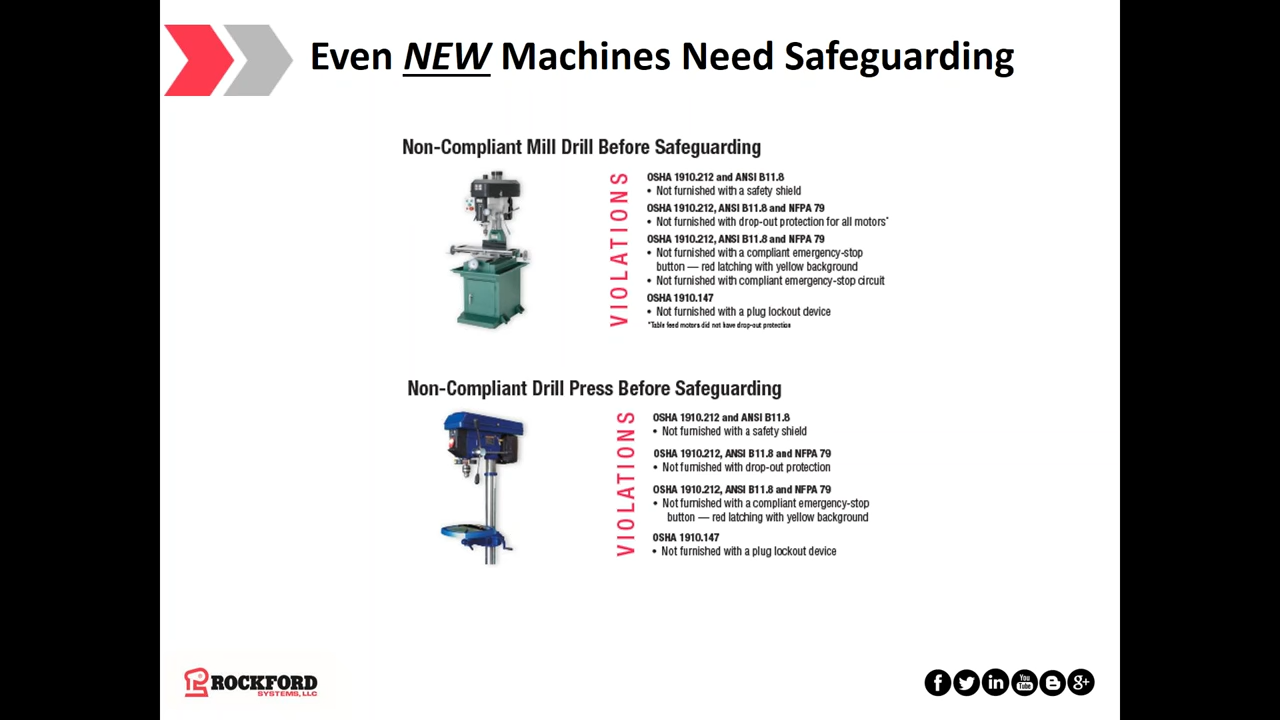 Even NEW Machines Need Safeguarding
Non-Compliant Mill Drill Before Safeguarding
VIOLATIONS
OSHA 1910.212 and ANSI B11.8
• Not furnished with a safety shield
OSHA 1910.212, ANSI B11.8 and NFPA 79
• Not furnished with drop-out protection for all motors*
OSHA 1910.212, ANSI B11.8 and NFPA 79
• Not furnished with a compliant emergency-stop
button — red latching with yellow background
• Not furnished with compliant emergency-stop circuit
OSHA 1910.147
• Not furnished with a plug lockout device
*Table feed motors did not have drop-out protection
Non-Compliant Drill Press Before Safeguarding
VIOLATIONS
OSHA 1910.212 and ANSI B11.8
• Not furnished with a safety shield
OSHA 1910.212, ANSI B11.8 and NFPA 79
• Not furnished with drop-out protection
OSHA 1910.212, ANSI B11.8 and NFPA 79
• Not furnished with a compliant emergency-stop
button — red latching with yellow background
OSHA 1910.147
• Not furnished with a plug lockout device
ROCKFORD
SYSTEMS, LLC
You
Tube
g+